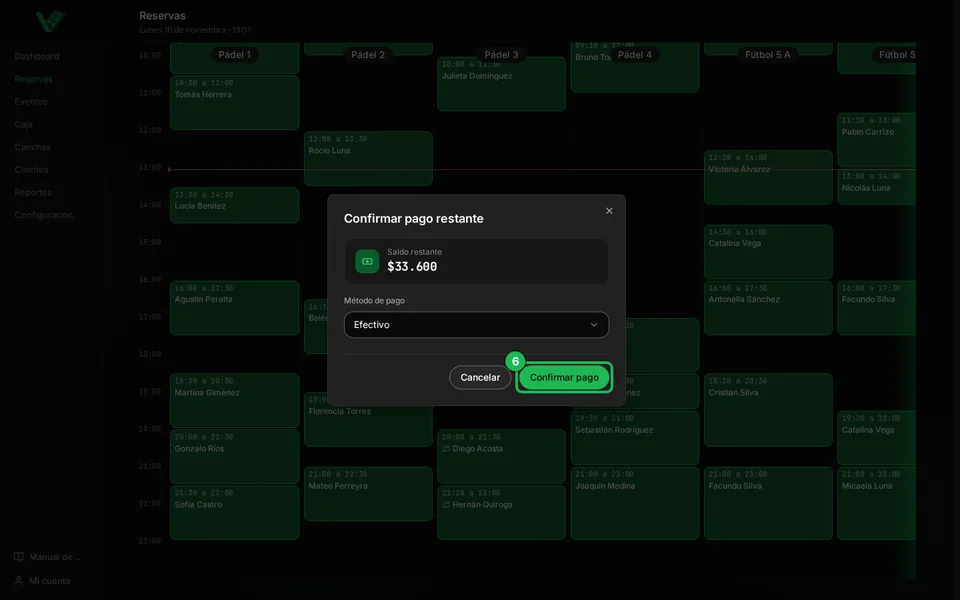 Reservas
Lunes 16 de noviembre · 13:01
Dashboard
Reservas
Eventos
Caja
Canchas
Clientes
Reportes
Configuración
Manual de ...
Mi cuenta
Pádel 1
Pádel 2
Pádel 3
Pádel 4
Fútbol 5 A
Fútbol 5
10:00
11:00
12:00
13:00
14:00
15:00
16:00
17:00
18:00
19:00
20:00
21:00
22:00
23:00
10:30 a 12:00
Tomás Herrera
13:30 a 14:30
Lucía Benítez
16:00 a 17:30
Agustín Peralta
18:30 a 20:00
Martina Giménez
20:00 a 21:30
Gonzalo Ríos
21:30 a 23:00
Sofía Castro
12:00 a 13:30
Rocío Luna
Florencia Torres
21:00 a 22:30
Mateo Ferreyra
10:00 a 11:30
Julieta Domínguez
20:00 a 21:30
Diego Acosta
21:30 a 23:00
Hernán Quiroga
09:30 a 11:00
Bruno
19:30 a 21:00
Sebastián Rodríguez
21:00 a 23:00
Joaquín Medina
12:30 a 14:00
Victoria Álvarez
14:30 a 16:00
Catalina Vega
16:00 a 17:30
Antonella Sánchez
18:30 a 20:30
Cristian Silva
21:00 a 23:00
Facundo Silva
11:30 a 13:00
Pablo Carrizo
13:00 a 14:00
Nicolás Luna
16:00 a 17:30
Facundo Silva
19:30 a 21:00
Catalina Vega
21:00 a 23:00
Micaela Luna
Confirmar pago restante
Saldo restante
$33.600
Método de pago
Efectivo
6
Cancelar
Confirmar pago